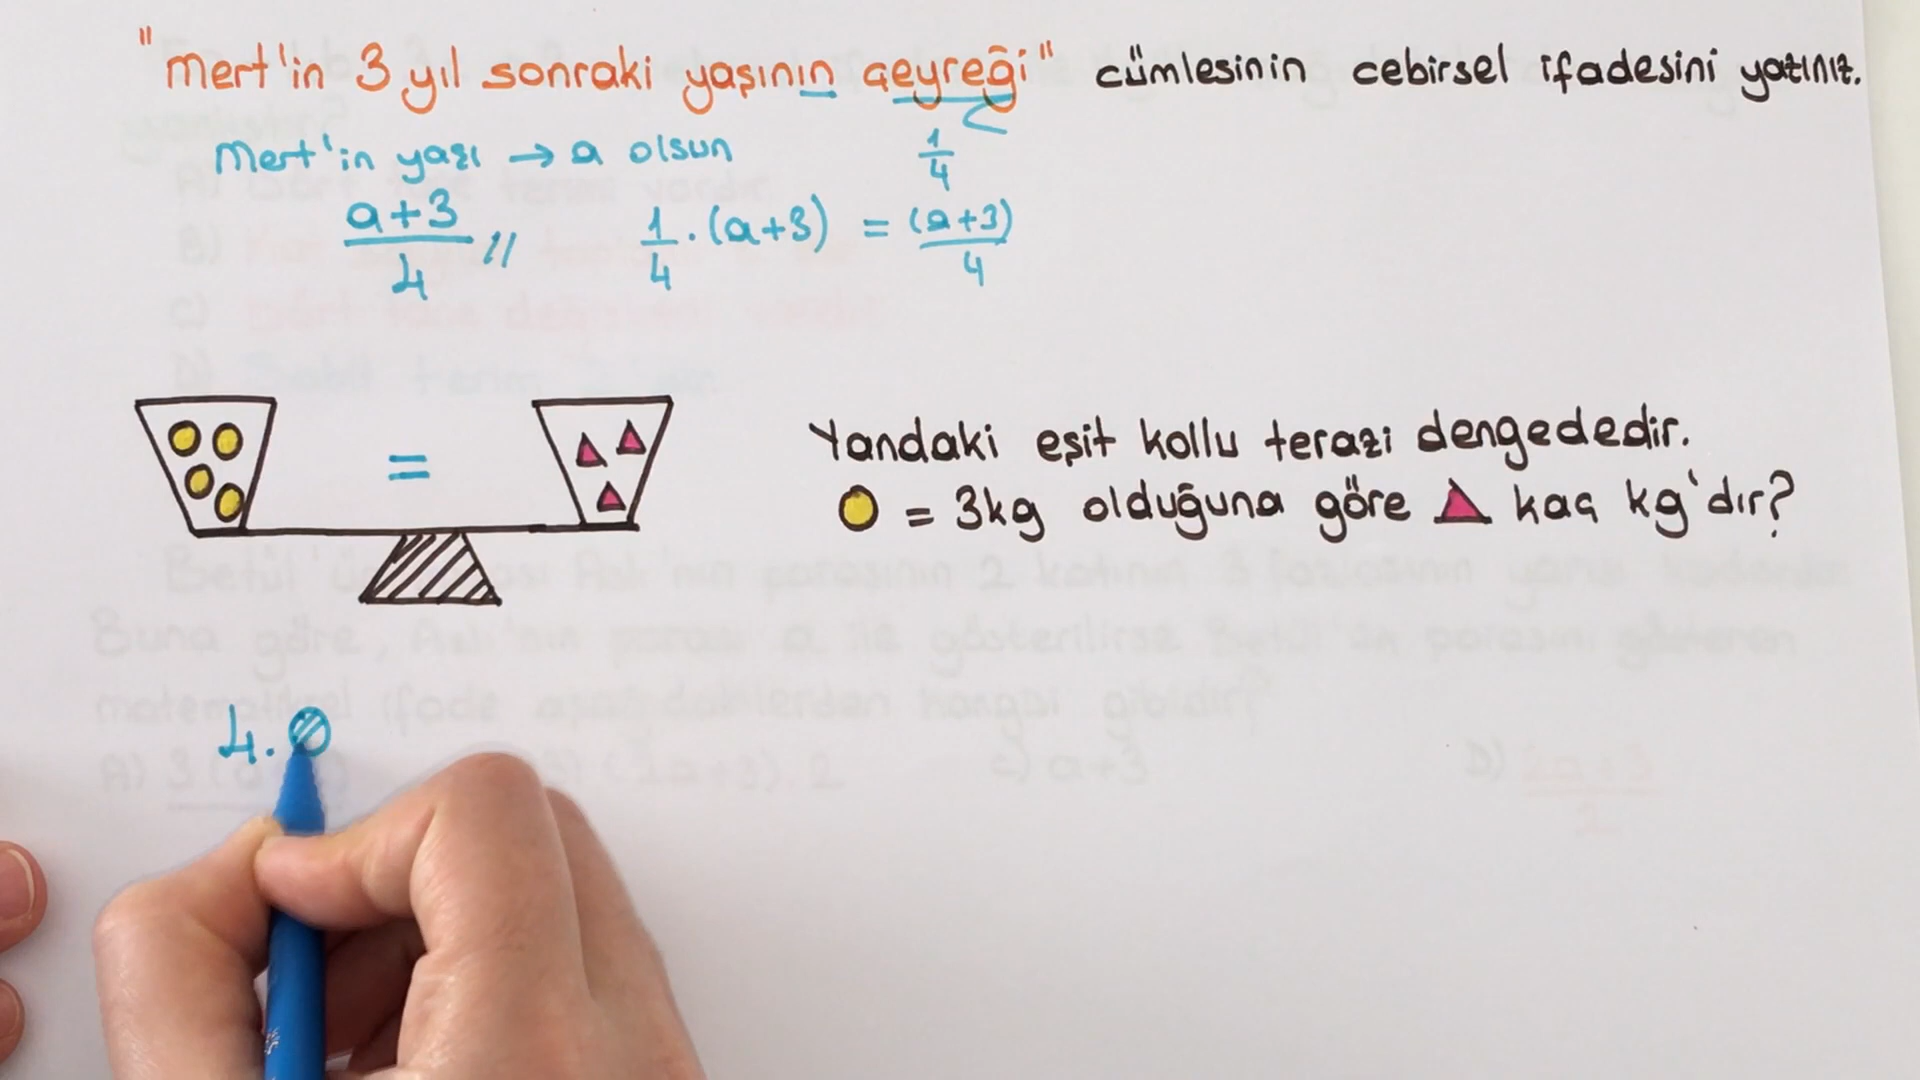 "Mert'in 3 yıl sonraki yaşının çeyreği" cümlesinin cebirsel ifadesini yazınız.
Mert'in yaşı → a olsun 1/4
(a+3)/4 // 1/4 . (a+3) = (a+3)/4
=
Yandaki eşit kollu terazi dengededir.
= 3kg olduğuna göre kaç kg'dır?
4.